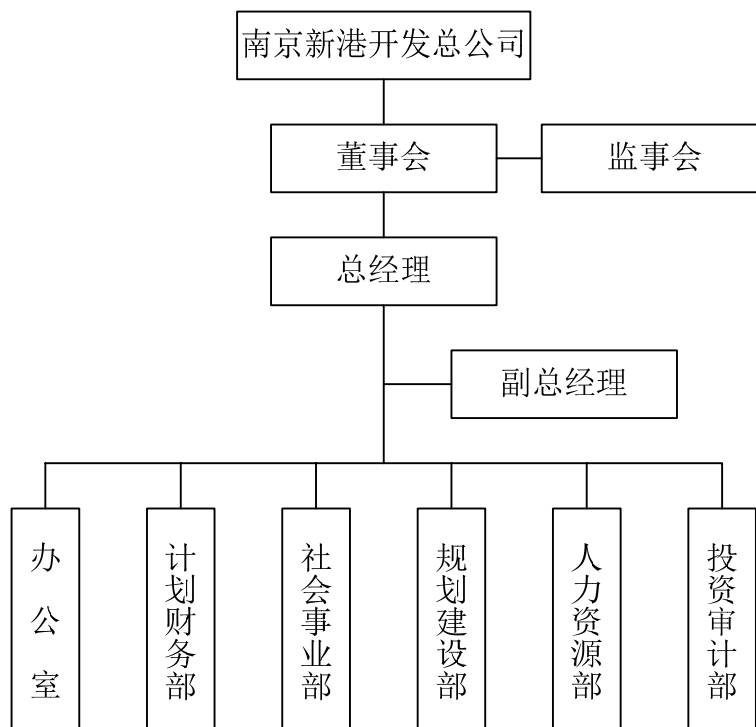 南京新港开发总公司
董事会
监事会
总经理
副总经理
办公室
计划财务部
社会事业部
规划建设部
人力资源部
投资审计部